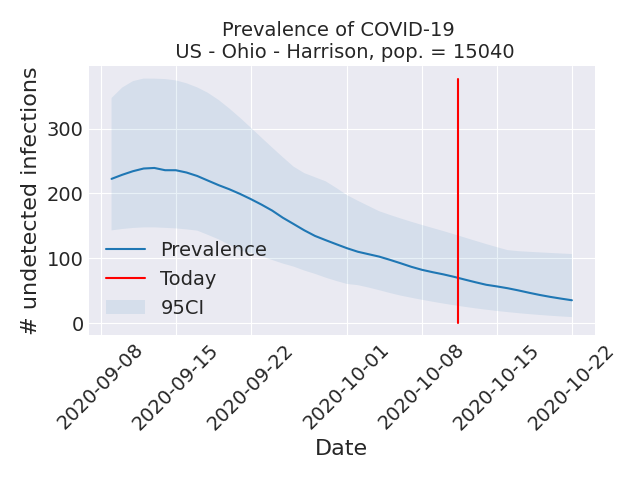 Prevalence of COVID-19
US - Ohio - Harrison, pop. = 15040
# undetected infections
300
200
100
0
Prevalence
Today
95CI
2020-09-08
2020-09-15
2020-09-22
2020-10-01
2020-10-08
2020-10-15
2020-10-22
Date